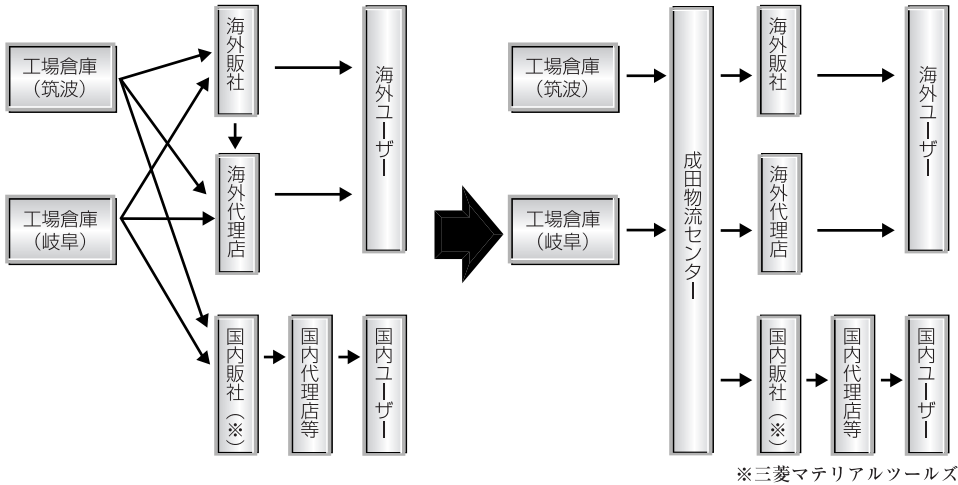 工場倉庫
（筑波）
工場倉庫
（岐阜）
海外販社
海外代理店
海外ユーザー
国内販社（※）
国内代理店等
国内ユーザー
工場倉庫
（筑波）
工場倉庫
（岐阜）
成田物流センター
海外販社
海外代理店
海外ユーザー
国内販社（※）
国内代理店等
国内ユーザー
※三菱マテリアルツールズ